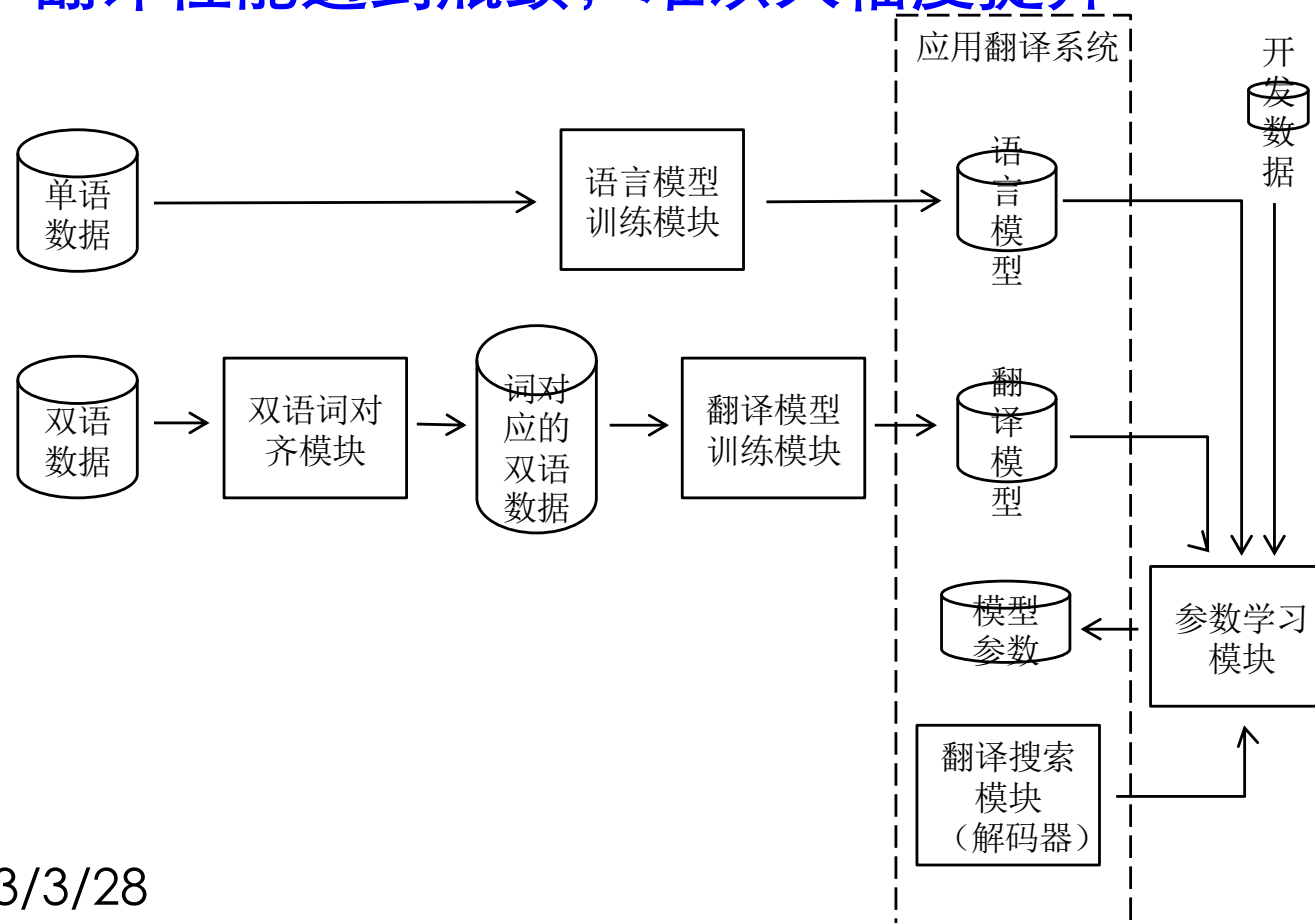 应用翻译系统
开
发
数
据
单语
数据
语言模型
训练模块
语
言
模
型
双语
数据
双语词对
齐模块
词对
应的
双语
数据
翻译模型
训练模块
翻
译
模
型
模型
参数
参数学习
模块
翻译搜索
模块
（解码器）
3/3/28